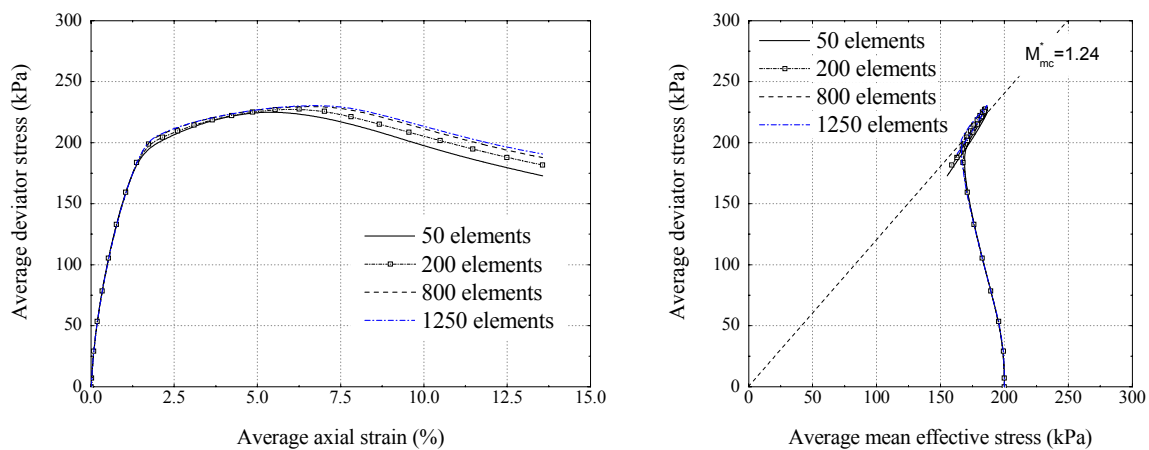 300
250
200
150
100
50
0
Average deviator stress (kPa)
50 elements
200 elements
800 elements
1250 elements
0.0 2.5 5.0 7.5 10.0 12.5 15.0
Average axial strain (%)
300
250
200
150
100
50
0
Average deviator stress (kPa)
50 elements
200 elements
800 elements
1250 elements
M*mc=1.24
0 50 100 150 200 250 300
Average mean effective stress (kPa)